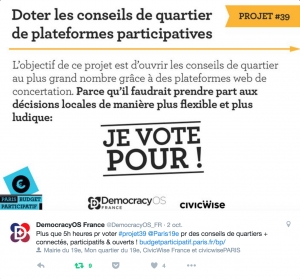 Doter les conseils de quartier
de plateformes participatives
PROJET #39
L'objectif de ce projet est d'ouvrir les conseils de quartier
au plus grand nombre grâce à des plateformes web de
concertation. Parce qu'il faudrait prendre part aux
décisions locales de manière plus flexible et plus
ludique:
JE VOTE
POUR !
PARIS BUDGET
PARTICIPATIF
DemocracyOS
FRANCE
CIVICWISE
DemocracyOS France @DemocracyOS_FR · 2 oct.
Plus que 5h heures pr voter #projet39 @Paris19e pr des conseils de quartiers +
connectés, participatifs & ouverts ! budgetparticipatif.paris.fr/bp/
Mairie du 19e, Mon quartier du 19e, CivicWise France et civicwisePARIS
9